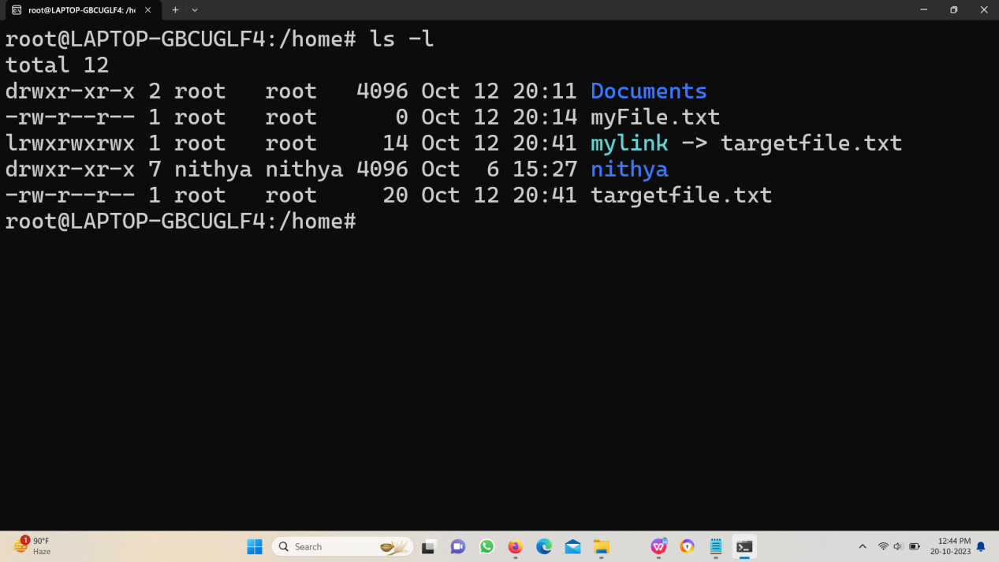 root@LAPTOP-GBCUGLF4: /h
root@LAPTOP-GBCUGLF4:/home# ls -l
total 12
drwxr-xr-x 2 root   root   4096 Oct 12 20:11 Documents
-rw-r--r-- 1 root   root      0 Oct 12 20:14 myFile.txt
lrwxrwxrwx 1 root   root     14 Oct 12 20:41 mylink -> targetfile.txt
drwxr-xr-x 7 nithya nithya 4096 Oct  6 15:27 nithya
-rw-r--r-- 1 root   root     20 Oct 12 20:41 targetfile.txt
root@LAPTOP-GBCUGLF4:/home#
1
90°F
Haze
Search
12:44 PM
20-10-2023